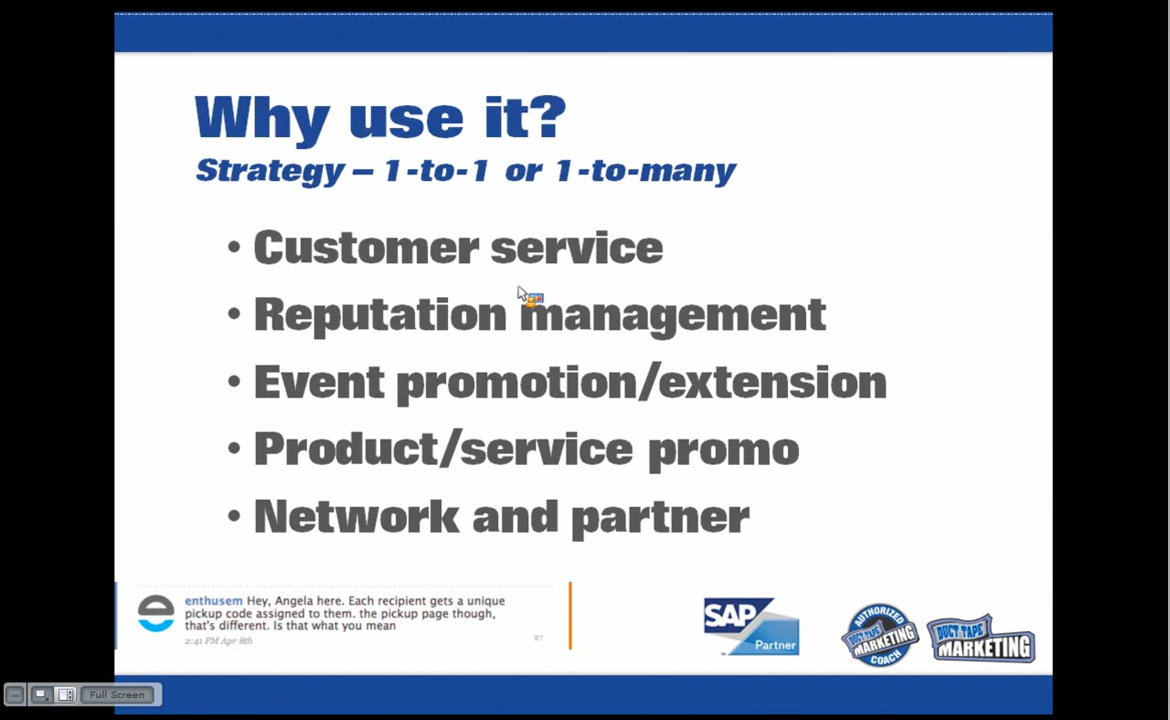 Why use it?
Strategy – 1-to-1 or 1-to-many
• Customer service
• Reputation management
• Event promotion/extension
• Product/service promo
• Network and partner
enthusem Hey, Angela here. Each recipient gets a unique
pickup code assigned to them. the pickup page though,
that's different. Is that what you mean
2:41 PM Apr 8th
RT
SAP
Partner
AUTHORIZED
DUCT TAPE
MARKETING
COACH
DUCT TAPE
MARKETING
Full Screen